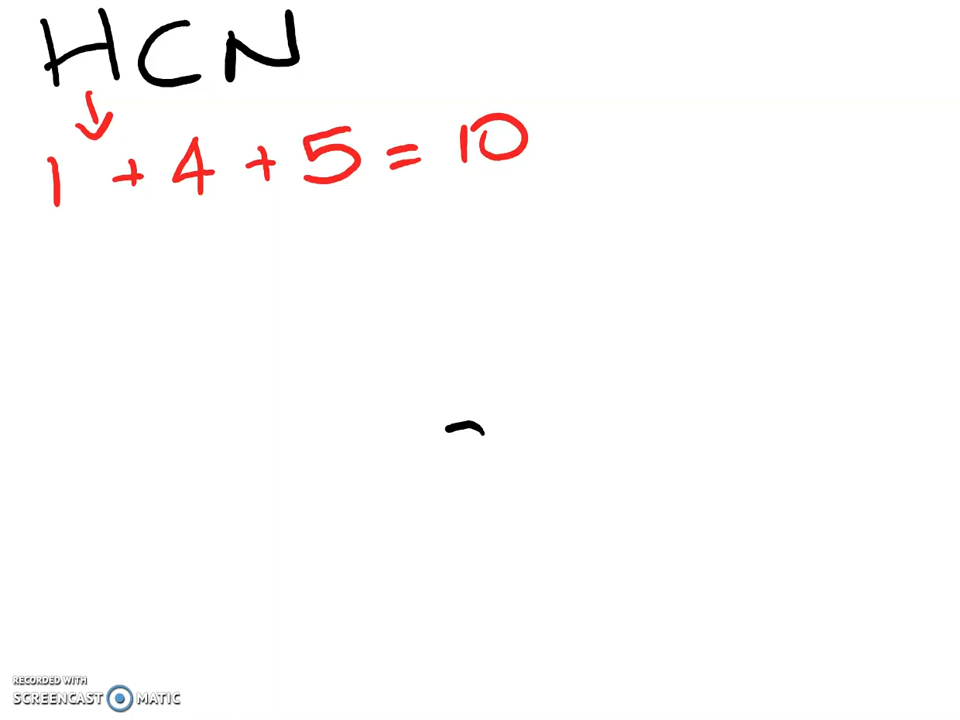 HCN
1 + 4 + 5 = 10
RECORDED WITH
SCREENCAST MATIC